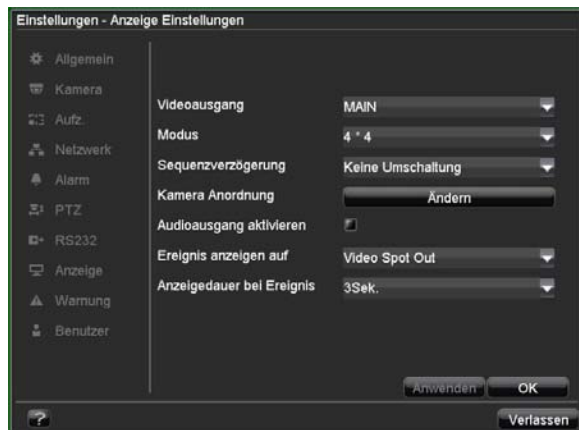 Einstellungen - Anzeige Einstellungen
Allgemein
Kamera
Aufz.
Netzwerk
Alarm
PTZ
RS232
Anzeige
Warnung
Benutzer
Videoausgang MAIN
Modus 4 * 4
Sequenzverzögerung Keine Umschaltung
Kamera Anordnung Ändern
Audioausgang aktivieren
Ereignis anzeigen auf Video Spot Out
Anzeigedauer bei Ereignis 3Sek.
Anwenden OK
? Verlassen